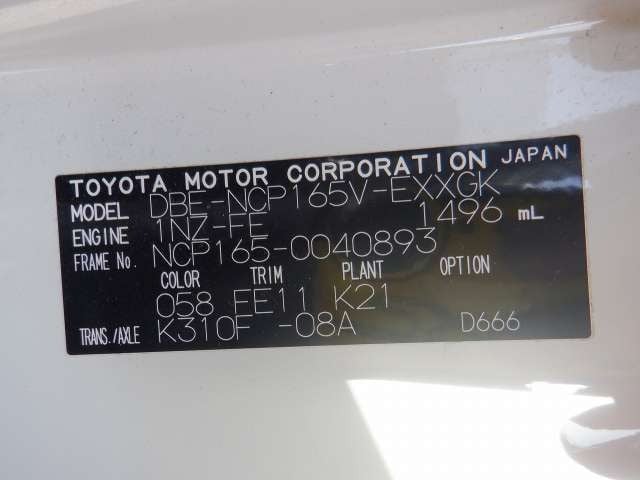 TOYOTA MOTOR CORPORATION JAPAN
MODEL DBE-NCP165V-EXXGK
ENGINE 1NZ-FE 1496 mL
FRAME No. NCP165-0040893
COLOR TRIM PLANT OPTION
058 FE11 K21
TRANS./AXLE K310F -08A D666